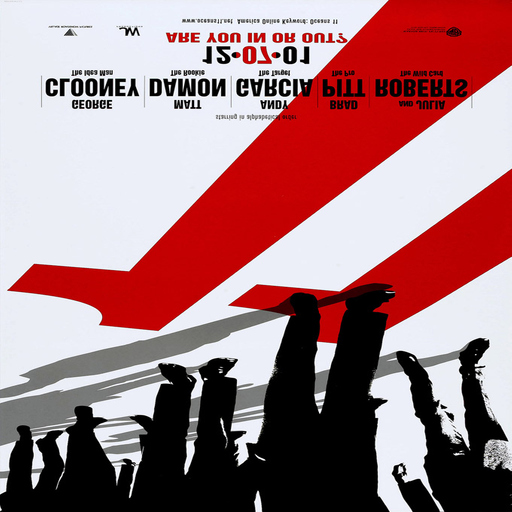 starring in alphabetical order
GEORGE MATT ANDY BRAD AND JULIA
CLOONEY DAMON GARCIA PITT ROBERTS
The Idea Man The Rookie The Target The Pro The Wild Card
12•07•01
ARE YOU IN OR OUT?
www.oceans11.net America Online Keyword: Oceans 11